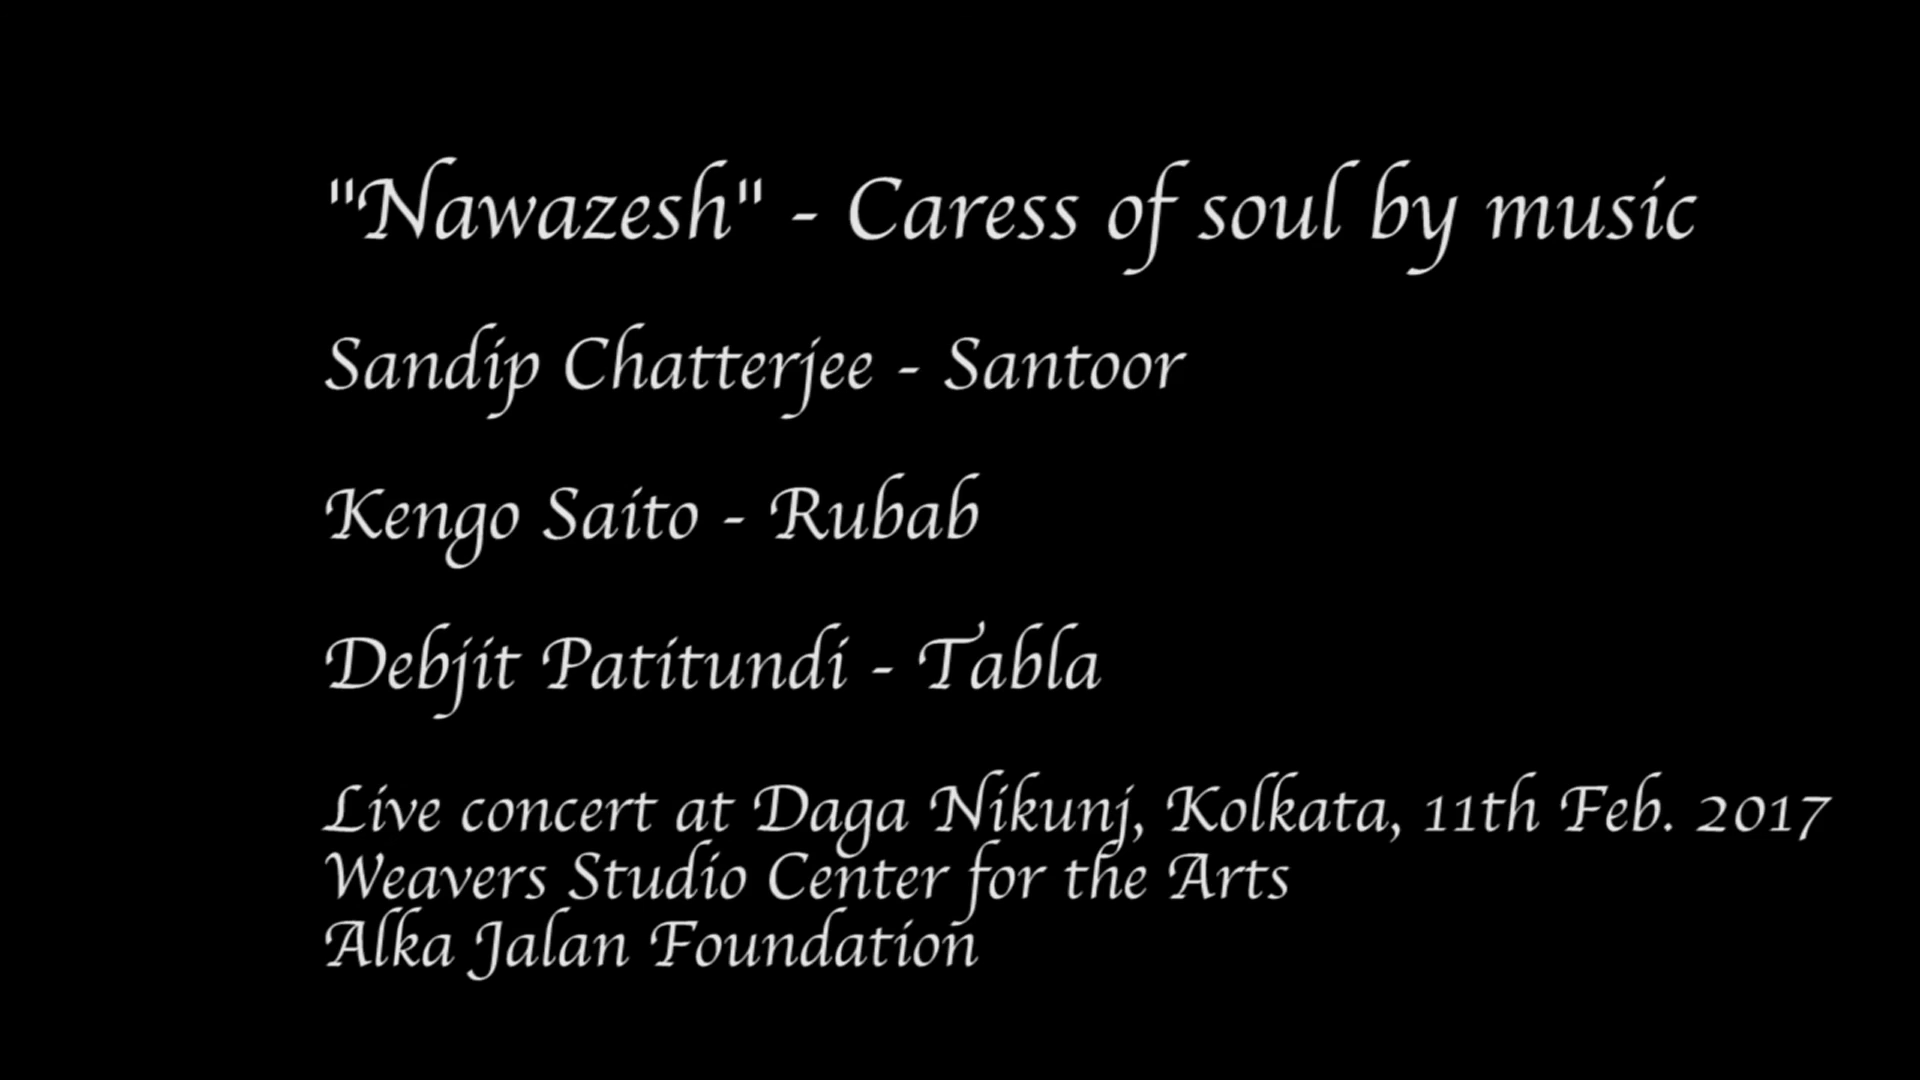 "Nawazesh" - Caress of soul by music
Sandip Chatterjee - Santoor
Kengo Saito - Rubab
Debjit Patitundi - Tabla
Live concert at Daga Nikunj, Kolkata, 11th Feb. 2017
Weavers Studio Center for the Arts
Alka Jalan Foundation